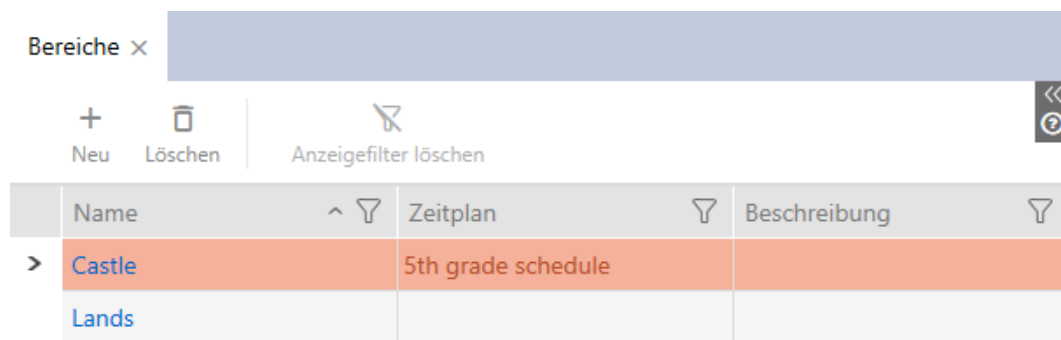 Bereiche
Neu Löschen Anzeigefilter löschen
Name Zeitplan Beschreibung
Castle 5th grade schedule
Lands